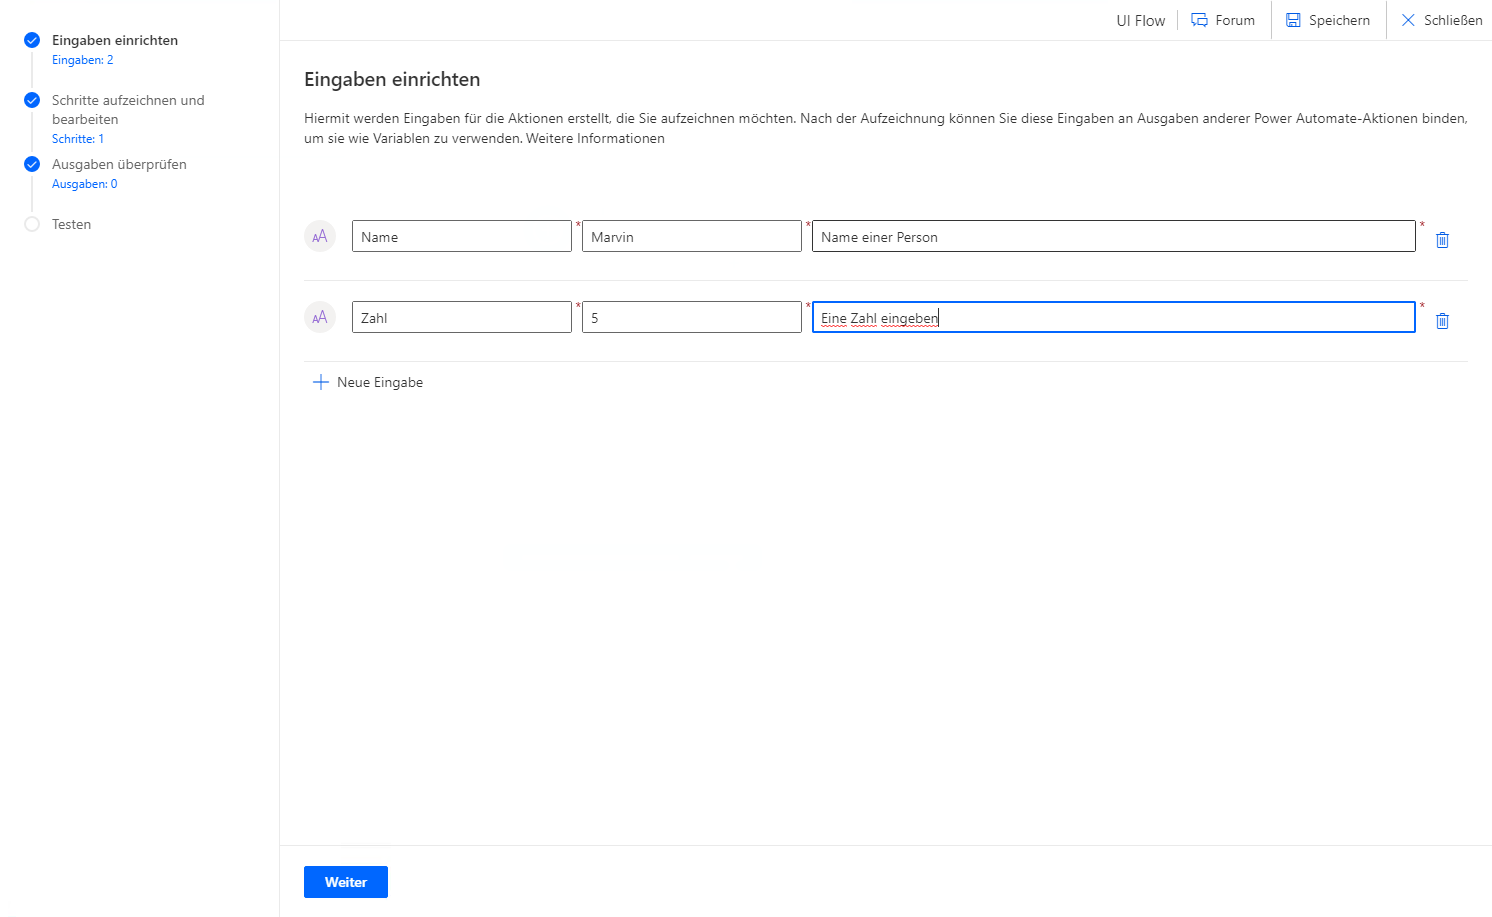 UI Flow
Forum
Speichern
Schließen
Eingaben einrichten
Eingaben: 2
Schritte aufzeichnen und
bearbeiten
Schritte: 1
Ausgaben überprüfen
Ausgaben: 0
Testen
Eingaben einrichten
Hiermit werden Eingaben für die Aktionen erstellt, die Sie aufzeichnen möchten. Nach der Aufzeichnung können Sie diese Eingaben an Ausgaben anderer Power Automate-Aktionen binden,
um sie wie Variablen zu verwenden. Weitere Informationen
AA Name * Marvin * Name einer Person *
AA Zahl * 5 * Eine Zahl eingeben *
Neue Eingabe
Weiter